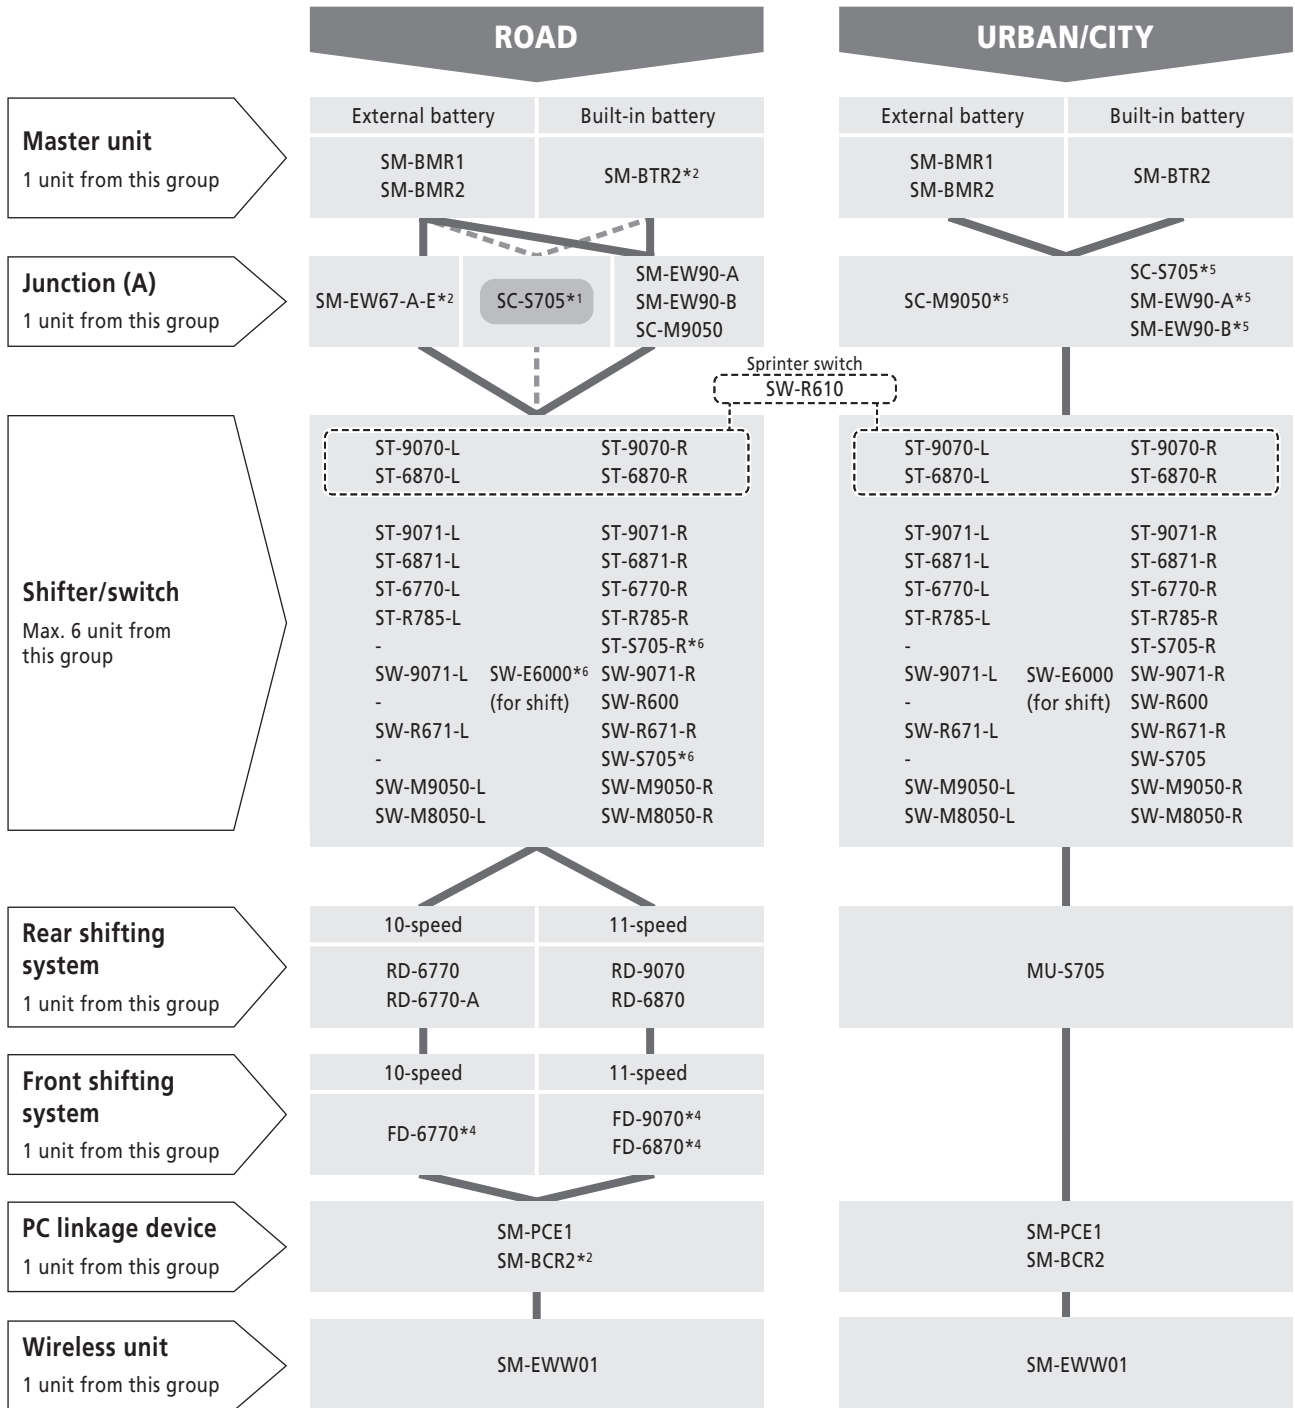 ROAD
URBAN/CITY
Master unit
1 unit from this group
External battery
Built-in battery
SM-BMR1
SM-BMR2
SM-BTR2*2
External battery
Built-in battery
SM-BMR1
SM-BMR2
SM-BTR2
Junction (A)
1 unit from this group
SM-EW67-A-E*2
SC-S705*1
SM-EW90-A
SM-EW90-B
SC-M9050
SC-M9050*5
SC-S705*5
SM-EW90-A*5
SM-EW90-B*5
Sprinter switch
SW-R610
Shifter/switch
Max. 6 unit from
this group
ST-9070-L ST-9070-R
ST-6870-L ST-6870-R
ST-9071-L ST-9071-R
ST-6871-L ST-6871-R
ST-6770-L ST-6770-R
ST-R785-L ST-R785-R
- ST-S705-R*6
SW-9071-L SW-E6000*6 SW-9071-R
- (for shift) SW-R600
SW-R671-L SW-R671-R
- SW-S705*6
SW-M9050-L SW-M9050-R
SW-M8050-L SW-M8050-R
ST-9070-L ST-9070-R
ST-6870-L ST-6870-R
ST-9071-L ST-9071-R
ST-6871-L ST-6871-R
ST-6770-L ST-6770-R
ST-R785-L ST-R785-R
- ST-S705-R
SW-9071-L SW-E6000 SW-9071-R
- (for shift) SW-R600
SW-R671-L SW-R671-R
- SW-S705
SW-M9050-L SW-M9050-R
SW-M8050-L SW-M8050-R
Rear shifting
system
1 unit from this group
10-speed
11-speed
RD-6770
RD-6770-A
RD-9070
RD-6870
MU-S705
Front shifting
system
1 unit from this group
10-speed
11-speed
FD-6770*4
FD-9070*4
FD-6870*4
PC linkage device
1 unit from this group
SM-PCE1
SM-BCR2*2
SM-PCE1
SM-BCR2
Wireless unit
1 unit from this group
SM-EWW01
SM-EWW01